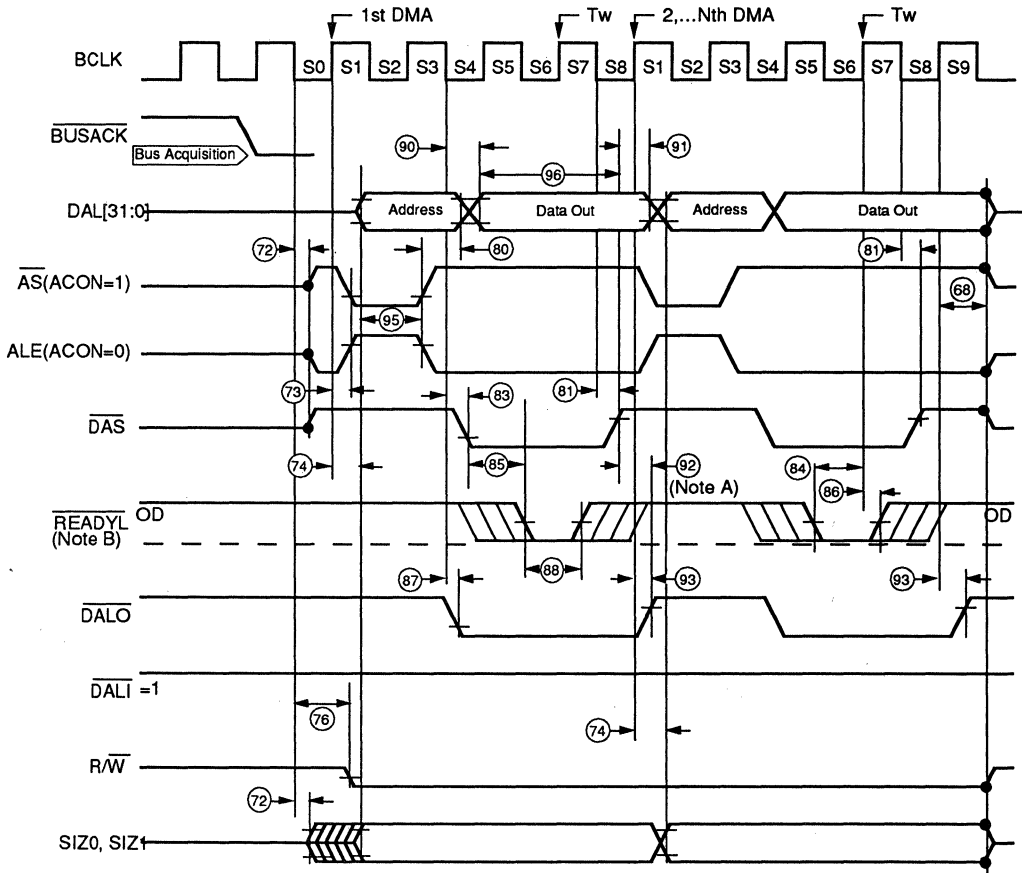 1st DMA Tw 2,...Nth DMA Tw
BCLK S0 S1 S2 S3 S4 S5 S6 S7 S8 S1 S2 S3 S4 S5 S6 S7 S8 S9
BUSACK
Bus Acquisition
90 91
96
DAL[31:0] Address Data Out Address Data Out
72 80 81
AS(ACON=1)
68
95
ALE(ACON=0)
73 83 81
DAS
74 85 92 84
(Note A)
86
OD OD
READYL
(Note B)
88
87 93 93
DALO
DALI =1
76 74
R/W
72
SIZ0, SIZ1